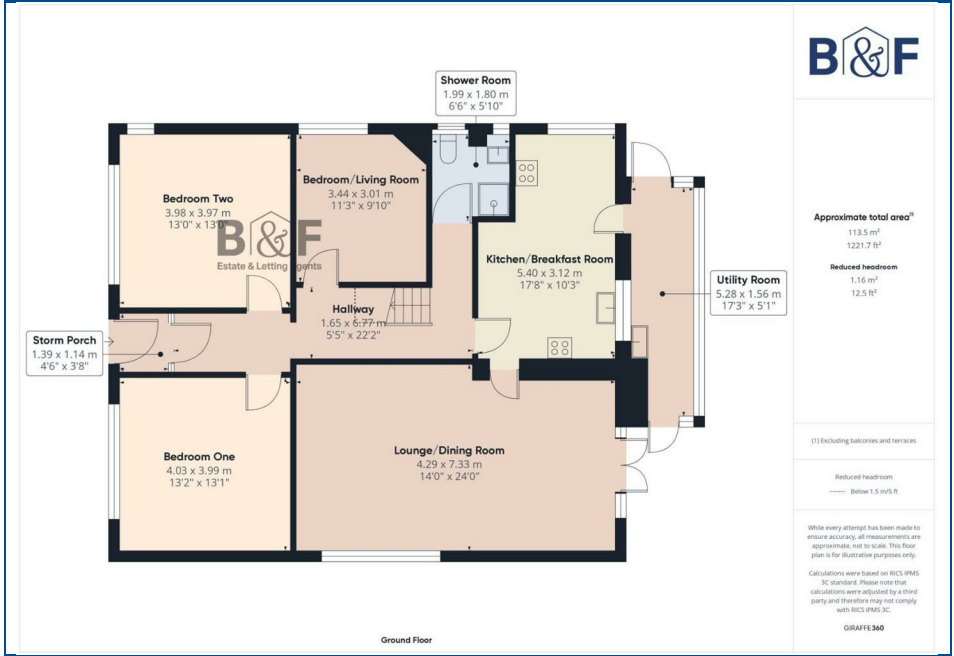 Shower Room
1.99 x 1.80 m
6'6" x 5'10"
Bedroom Two
3.98 x 3.97 m
13'0" x 13'0"
Bedroom/Living Room
3.44 x 3.01 m
11'3" x 9'10"
B&F
Estate & Letting Agents
Kitchen/Breakfast Room
5.40 x 3.12 m
17'8" x 10'3"
Utility Room
5.28 x 1.56 m
17'3" x 5'1"
Hallway
1.65 x 6.77 m
5'5" x 22'2"
Storm Porch
1.39 x 1.14 m
4'6" x 3'8"
Bedroom One
4.03 x 3.99 m
13'2" x 13'1"
Lounge/Dining Room
4.29 x 7.33 m
14'0" x 24'0"
Ground Floor
B&F
Approximate total area(1)
113.5 m²
1221.7 ft²
Reduced headroom
1.16 m²
12.5 ft²
(1) Excluding balconies and terraces
Reduced headroom
Below 1.5 m/5 ft
While every attempt has been made to
ensure accuracy, all measurements are
approximate, not to scale. This floor
plan is for illustrative purposes only.
Calculations were based on RICS IPMS
3C standard. Please note that
calculations were adjusted by a third
party and therefore may not comply
with RICS IPMS 3C.
GIRAFFE360